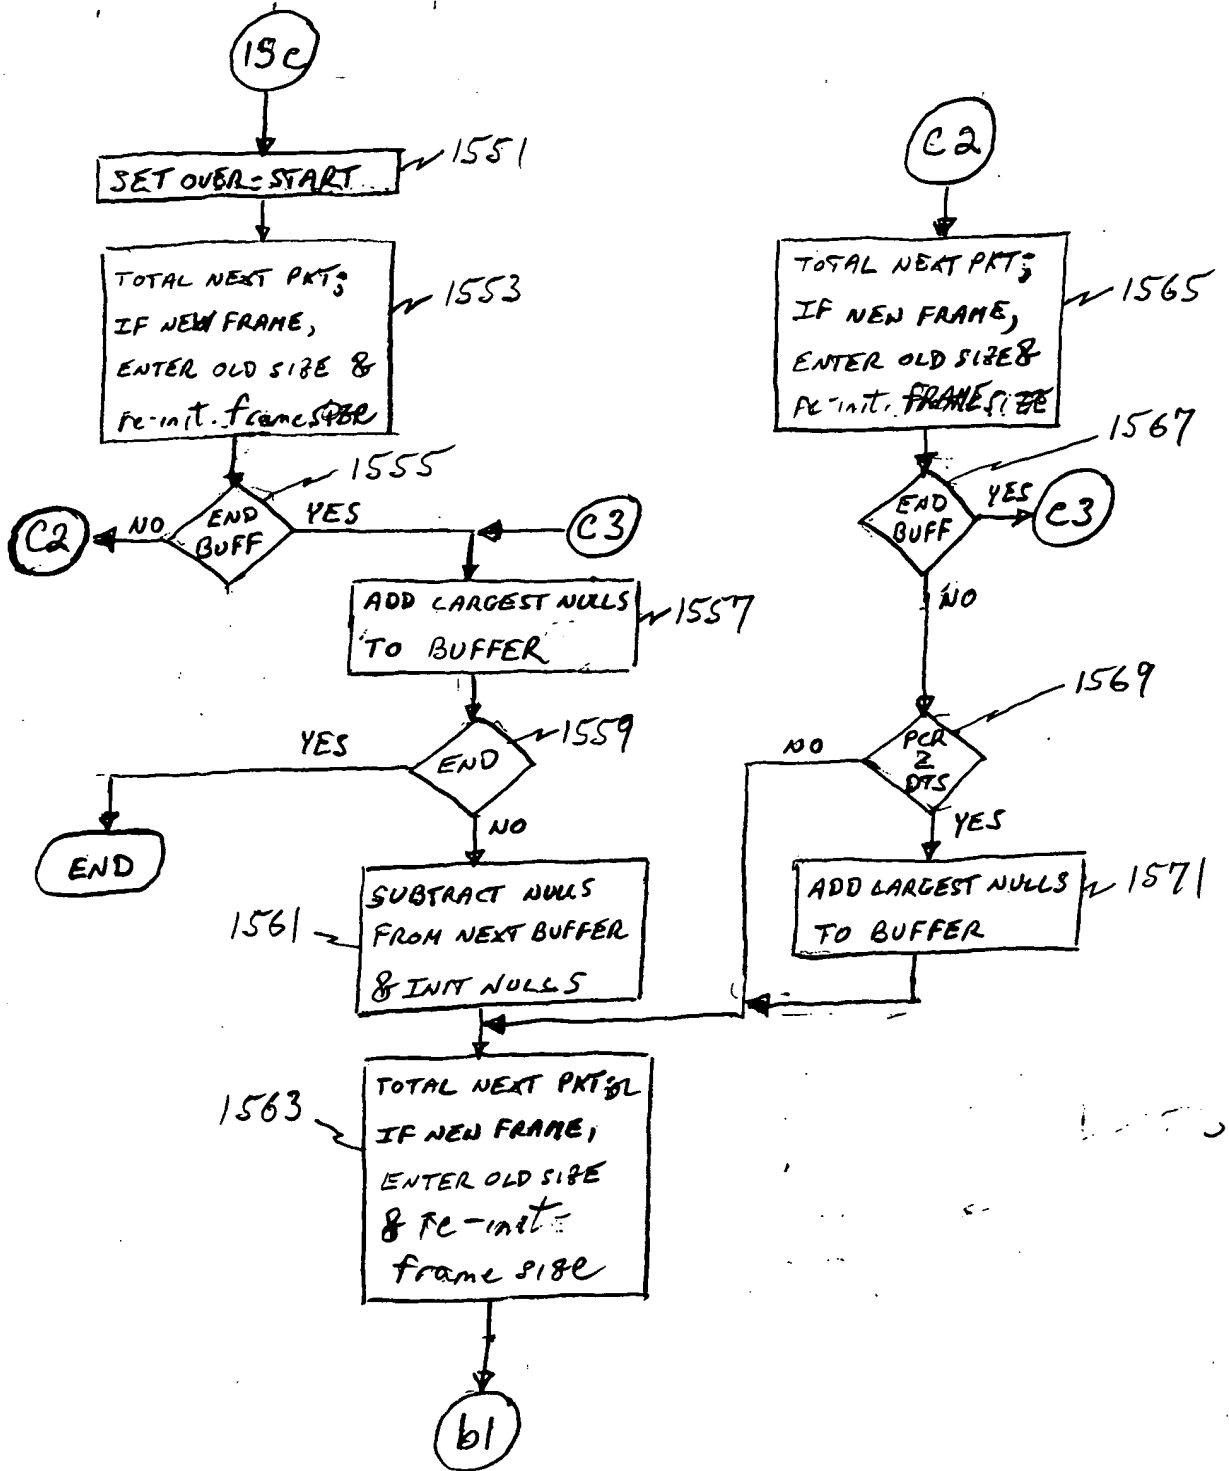 15c
1551
SET OVER=START
TOTAL NEXT PKT;
IF NEW FRAME,
ENTER OLD SIZE &
re-init. frame size
1553
1555
END
BUFF
NO
C2
YES
C3
ADD LARGEST NULLS
TO BUFFER
1557
1559
END
YES
END
NO
SUBTRACT NULLS
FROM NEXT BUFFER
& INIT NULLS
1561
TOTAL NEXT PKT;
IF NEW FRAME,
ENTER OLD SIZE
& re-init
frame size
1563
b1
C2
TOTAL NEXT PKT;
IF NEW FRAME,
ENTER OLD SIZE &
re-init. FRAME SIZE
1565
1567
END
BUFF
YES
C3
NO
1569
PCR
≥
DTS
NO
YES
ADD LARGEST NULLS
TO BUFFER
1571